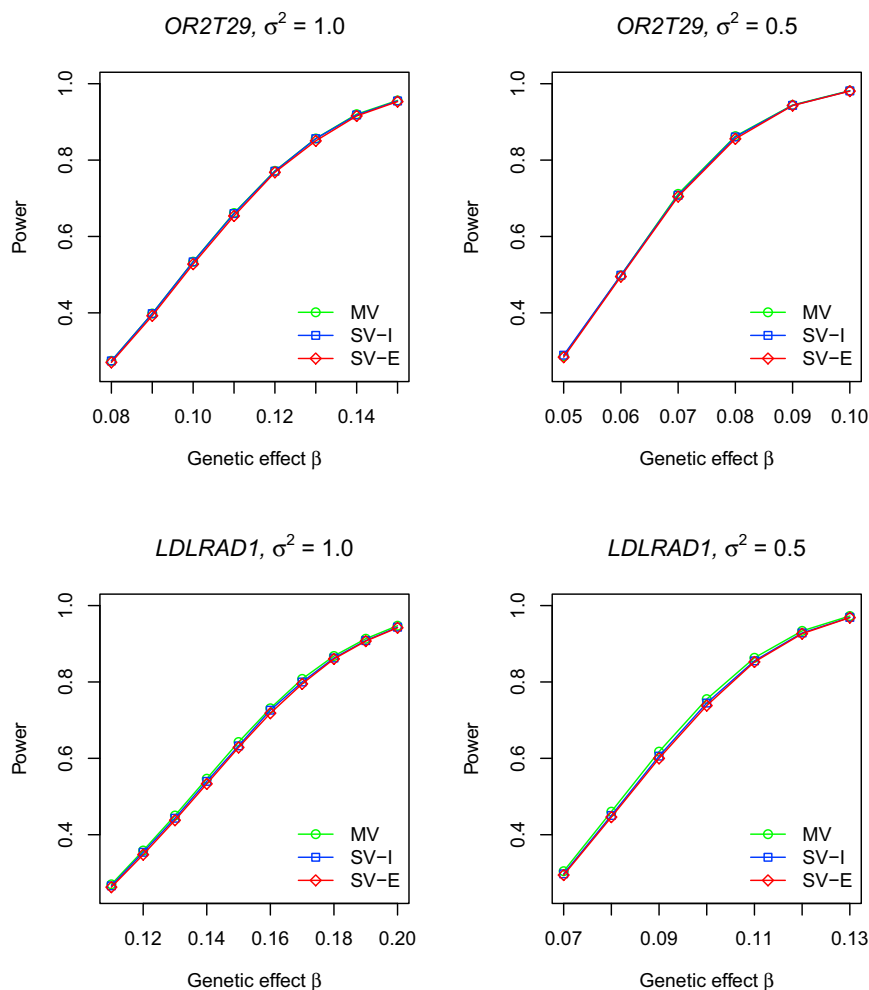 OR2T29, σ² = 1.0
Power
1.0
0.8
0.6
0.4
MV
SV−I
SV−E
0.08 0.10 0.12 0.14
Genetic effect β
OR2T29, σ² = 0.5
Power
1.0
0.8
0.6
0.4
MV
SV−I
SV−E
0.05 0.06 0.07 0.08 0.09 0.10
Genetic effect β
LDLRAD1, σ² = 1.0
Power
1.0
0.8
0.6
0.4
MV
SV−I
SV−E
0.12 0.14 0.16 0.18 0.20
Genetic effect β
LDLRAD1, σ² = 0.5
Power
1.0
0.8
0.6
0.4
MV
SV−I
SV−E
0.07 0.09 0.11 0.13
Genetic effect β